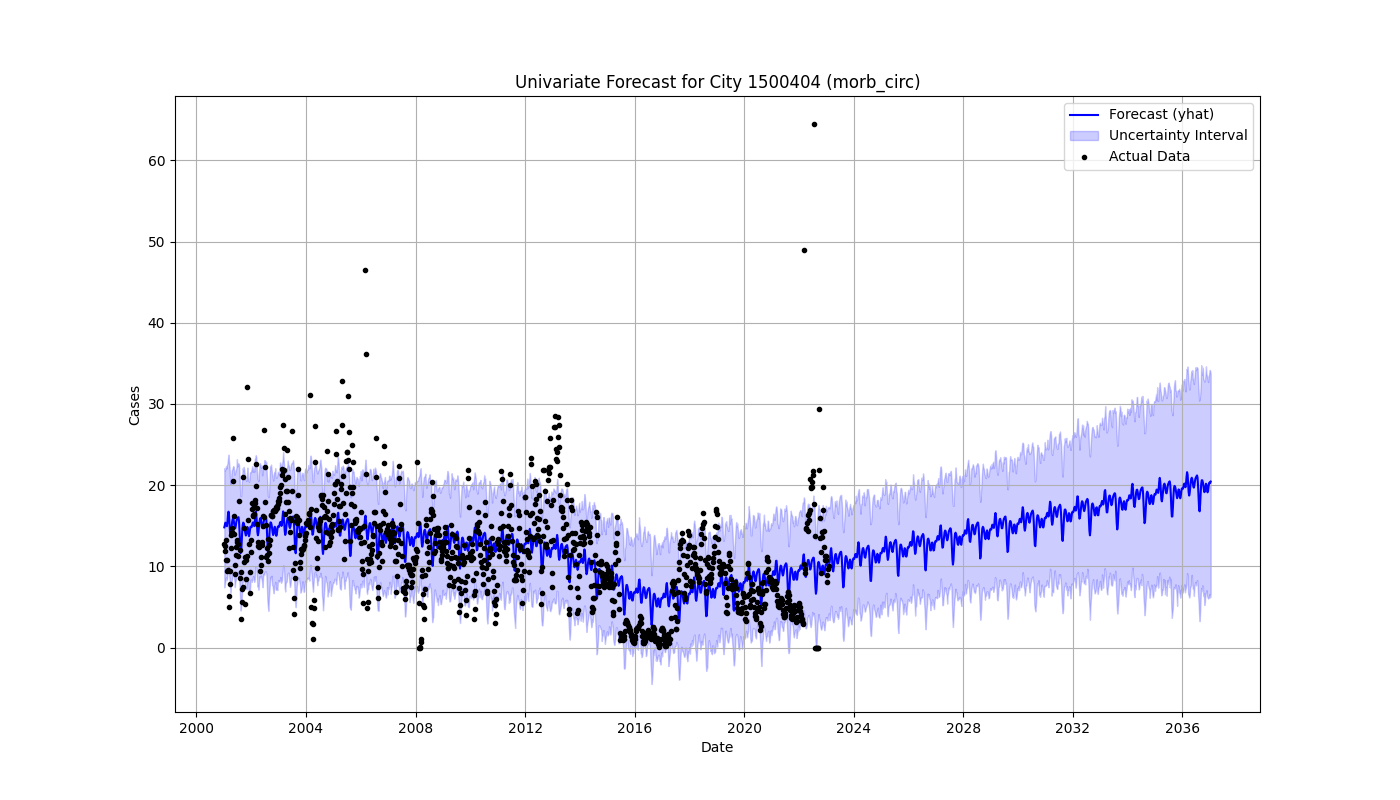 Univariate Forecast for City 1500404 (morb_circ)
Forecast (yhat)
Uncertainty Interval
Actual Data
Cases
60
50
40
30
20
10
0
2000 2004 2008 2012 2016 2020 2024 2028 2032 2036
Date